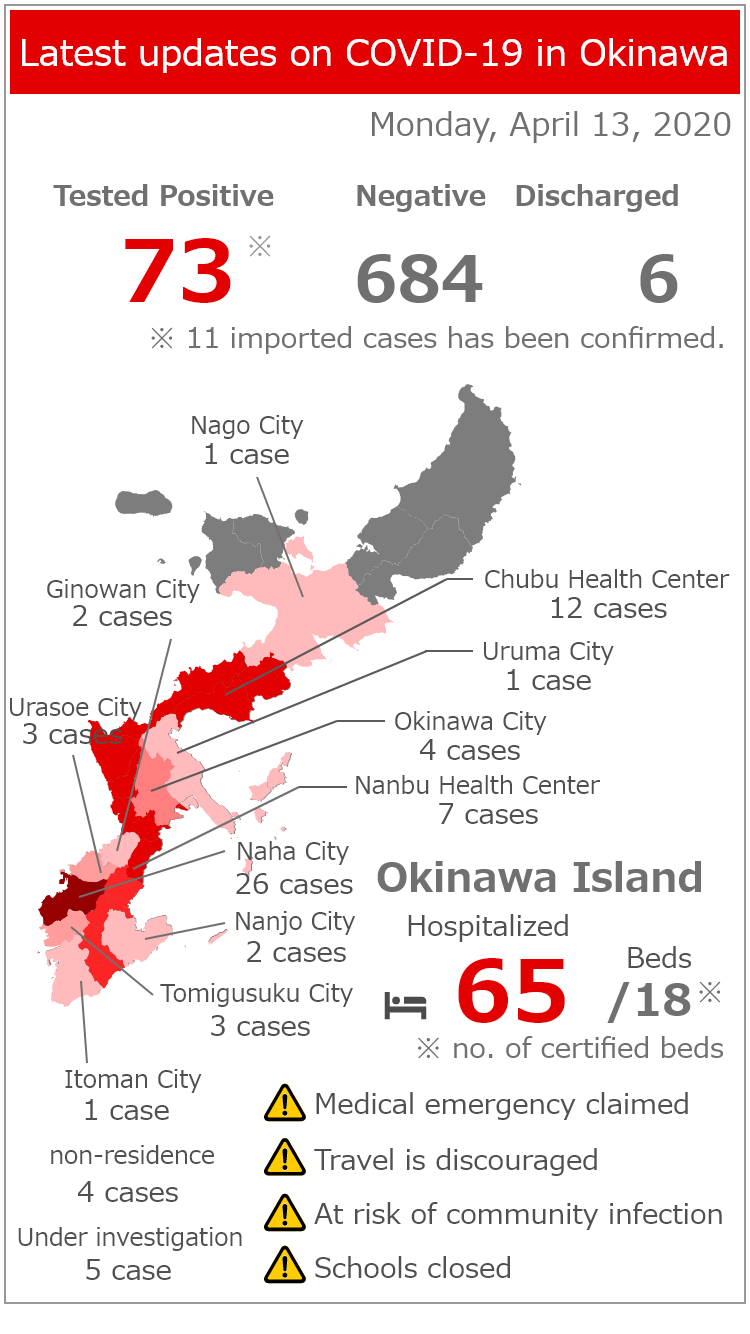 Latest updates on COVID-19 in Okinawa
Monday, April 13, 2020
Tested Positive
Negative
Discharged
73 ※
684
6
※ 11 imported cases has been confirmed.
Nago City
1 case
Ginowan City
2 cases
Chubu Health Center
12 cases
Uruma City
1 case
Urasoe City
3 cases
Okinawa City
4 cases
Nanbu Health Center
7 cases
Naha City
26 cases
Nanjo City
2 cases
Tomigusuku City
3 cases
Itoman City
1 case
non-residence
4 cases
Under investigation
5 case
Okinawa Island
Hospitalized
Beds
65 /18 ※
※ no. of certified beds
Medical emergency claimed
Travel is discouraged
At risk of community infection
Schools closed